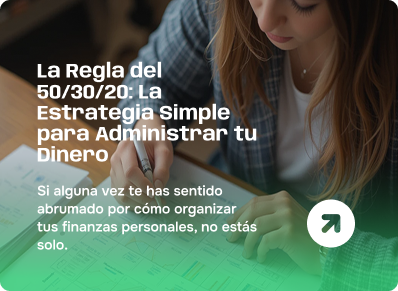 La Regla del
50/30/20: La
Estrategia Simple
para Administrar tu
Dinero
Si alguna vez te has sentido
abrumado por cómo organizar
tus finanzas personales, no estás
solo.